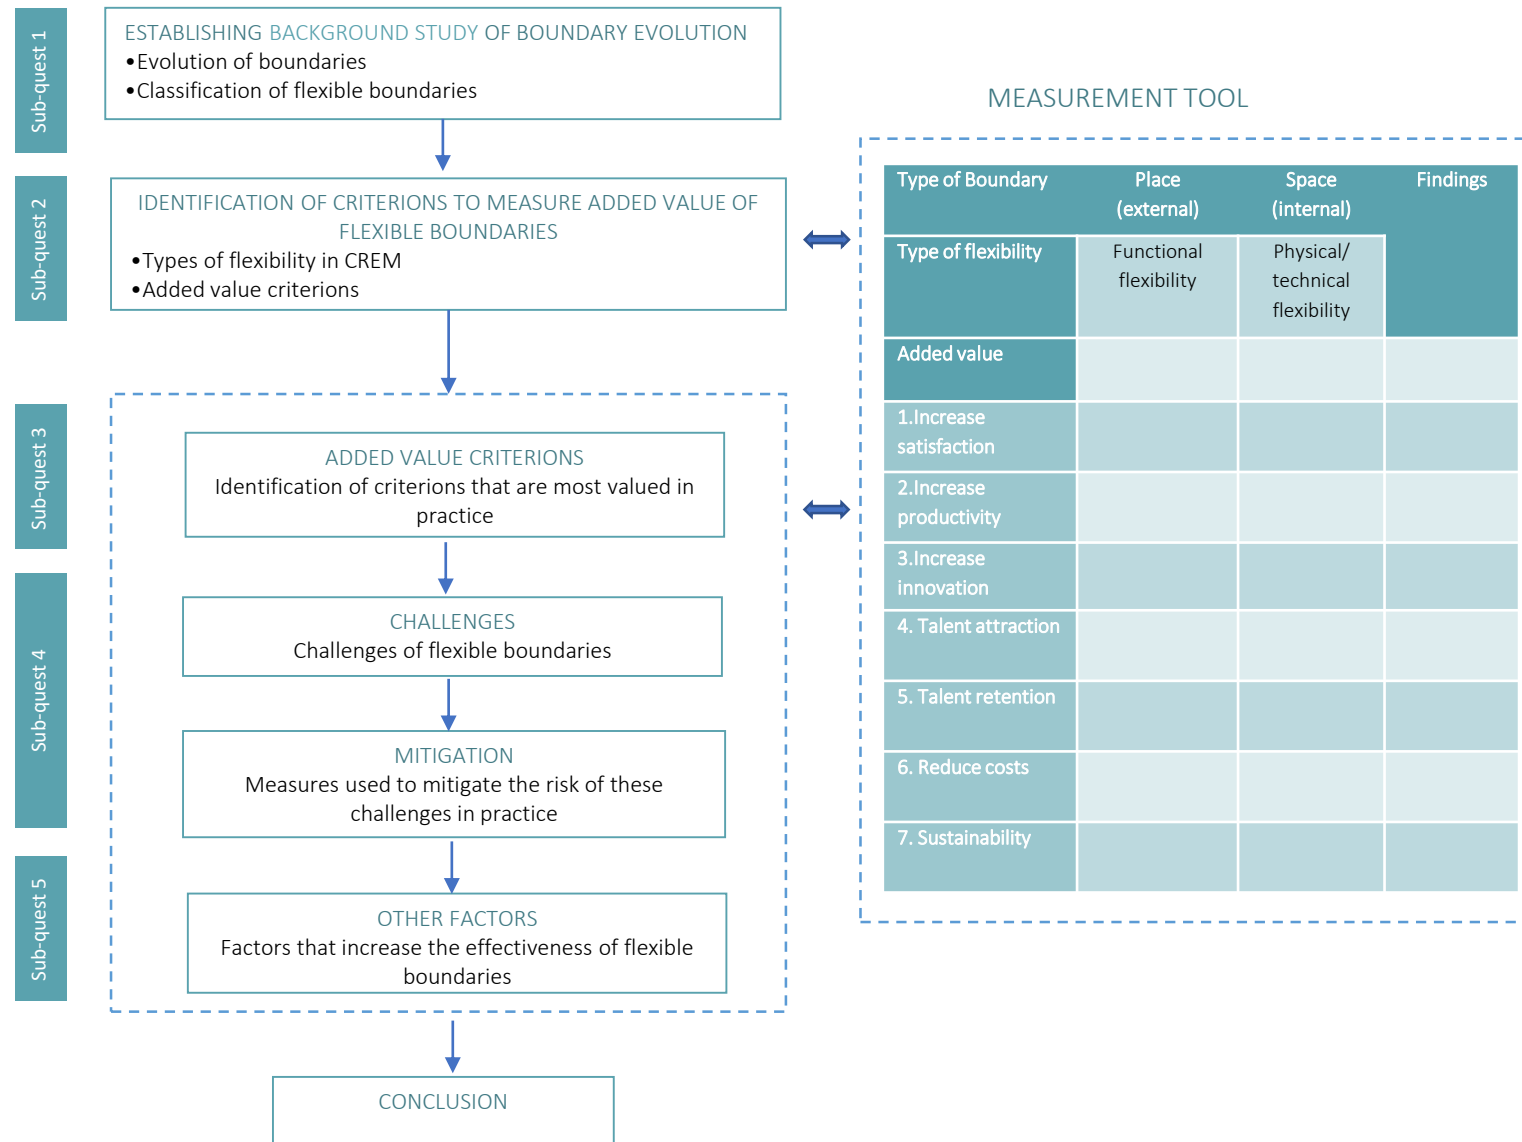 Sub-quest 1
ESTABLISHING BACKGROUND STUDY OF BOUNDARY EVOLUTION
•Evolution of boundaries
•Classification of flexible boundaries
Sub-quest 2
IDENTIFICATION OF CRITERIONS TO MEASURE ADDED VALUE OF
FLEXIBLE BOUNDARIES
•Types of flexibility in CREM
•Added value criterions
Sub-quest 3
ADDED VALUE CRITERIONS
Identification of criterions that are most valued in
practice
Sub-quest 4
CHALLENGES
Challenges of flexible boundaries
MITIGATION
Measures used to mitigate the risk of these
challenges in practice
Sub-quest 5
OTHER FACTORS
Factors that increase the effectiveness of flexible
boundaries
CONCLUSION
MEASUREMENT TOOL
Type of Boundary
Place
(external)
Space
(internal)
Findings
Type of flexibility
Functional
flexibility
Physical/
technical
flexibility
Added value
1.Increase
satisfaction
2.Increase
productivity
3.Increase
innovation
4. Talent attraction
5. Talent retention
6. Reduce costs
7. Sustainability